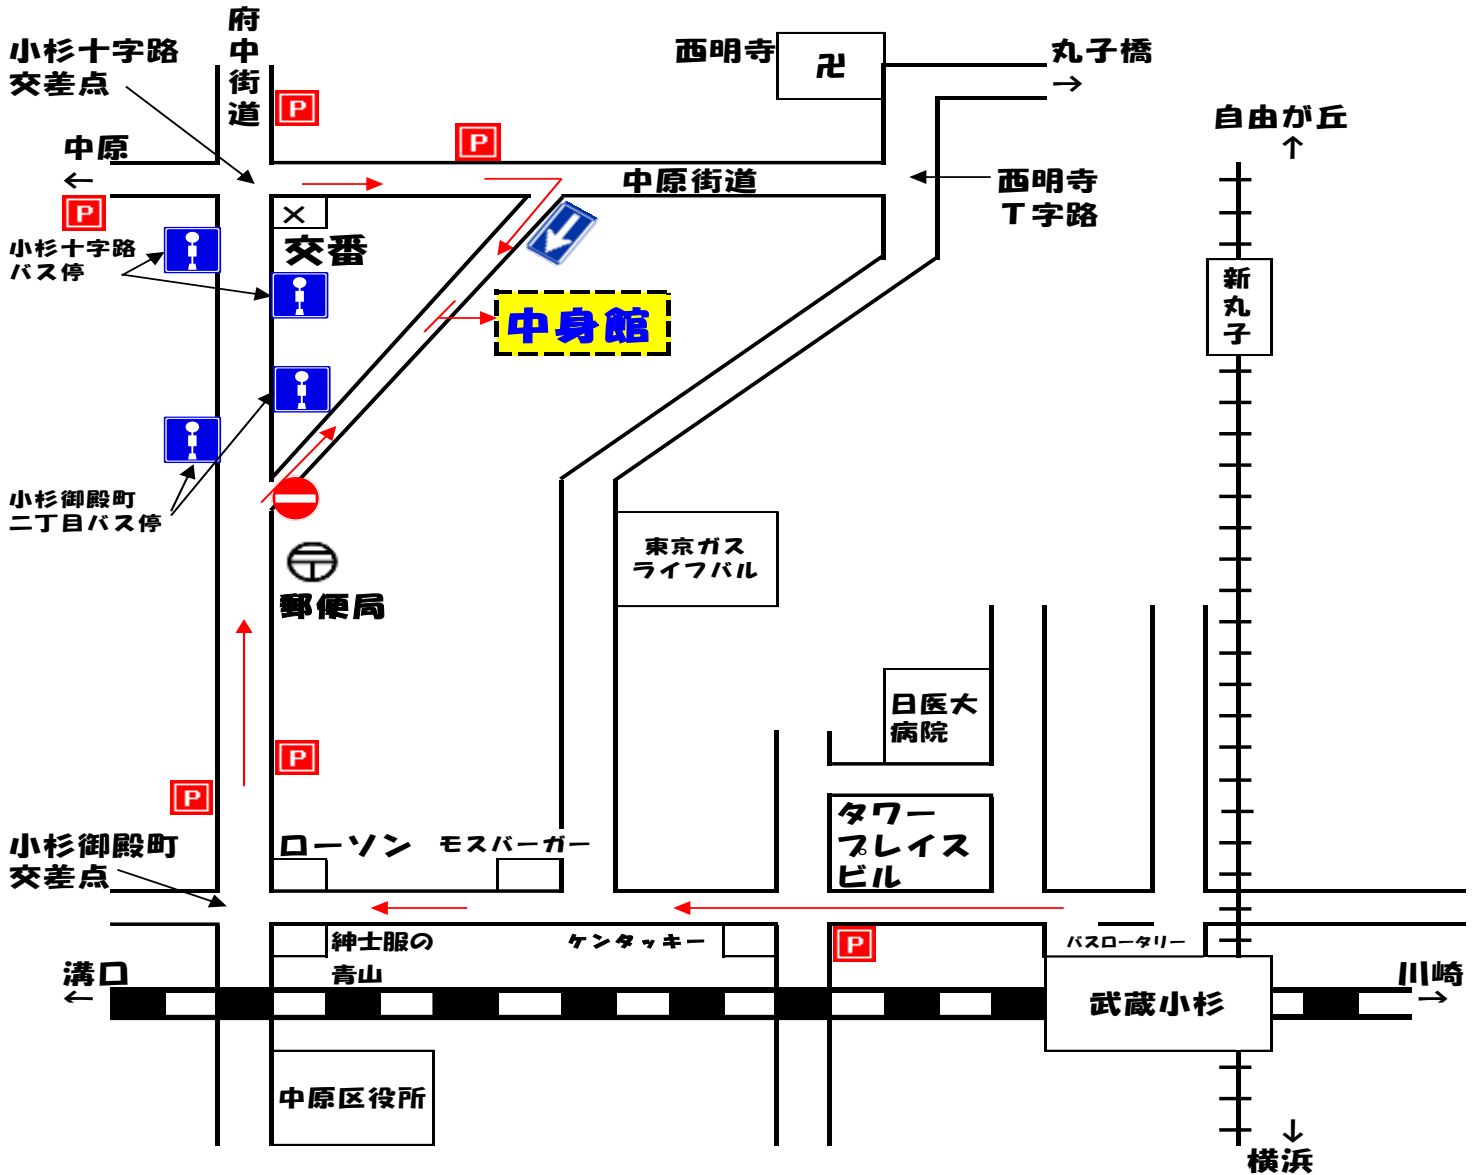 府中街道
小杉十字路
交差点
西明寺
卍
丸子橋
→
P
自由が丘
↑
P
中原
←
中原街道
西明寺
T字路
P
×
交番
小杉十字路
バス停
新丸子
中身館
小杉御殿町
二丁目バス停
東京ガス
ライフバル
郵便局
日医大
病院
P
P
タワー
プレイス
ビル
小杉御殿町
交差点
ローソン
モスバーガー
紳士服の
青山
ケンタッキー
P
バスロータリー
溝口
←
川崎
→
武蔵小杉
中原区役所
↓
横浜